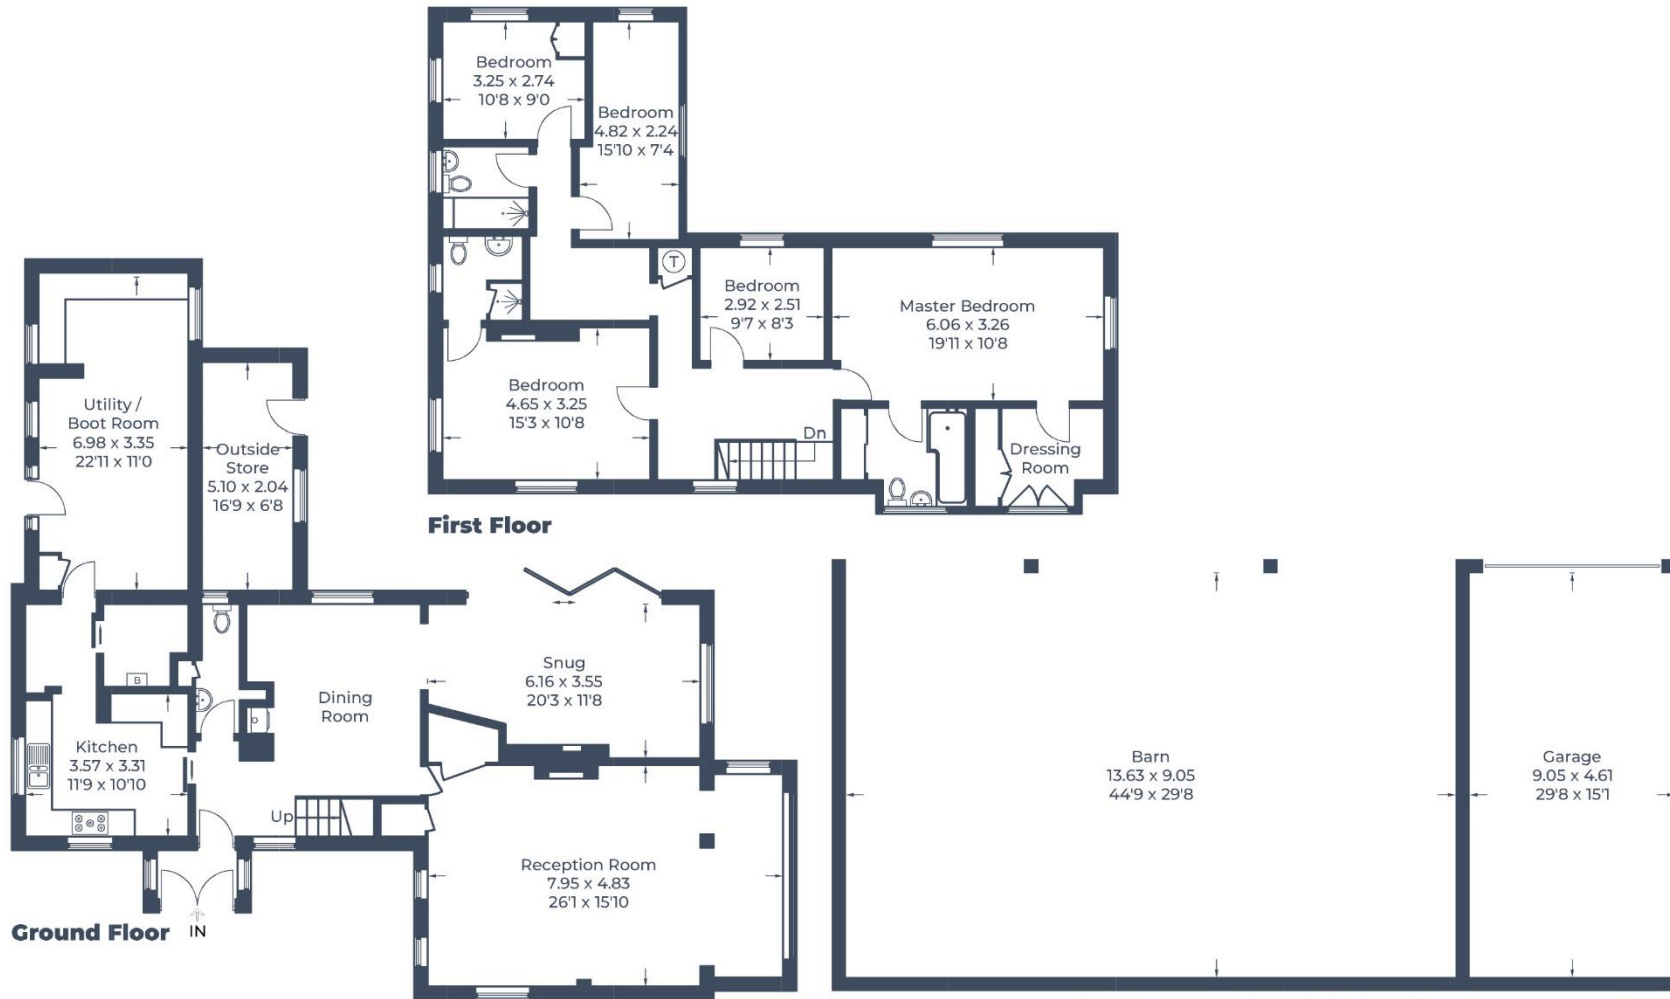 Bedroom
3.25 x 2.74
10'8 x 9'0
Bedroom
4.82 x 2.24
15'10 x 7'4
T
Bedroom
2.92 x 2.51
9'7 x 8'3
Master Bedroom
6.06 x 3.26
19'11 x 10'8
Bedroom
4.65 x 3.25
15'3 x 10'8
Dn
Dressing
Room
First Floor
Utility /
Boot Room
6.98 x 3.35
22'11 x 11'0
Outside
Store
5.10 x 2.04
16'9 x 6'8
B
Dining
Room
Snug
6.16 x 3.55
20'3 x 11'8
Kitchen
3.57 x 3.31
11'9 x 10'10
Up
Reception Room
7.95 x 4.83
26'1 x 15'10
IN
Ground Floor
Barn
13.63 x 9.05
44'9 x 29'8
Garage
9.05 x 4.61
29'8 x 15'1